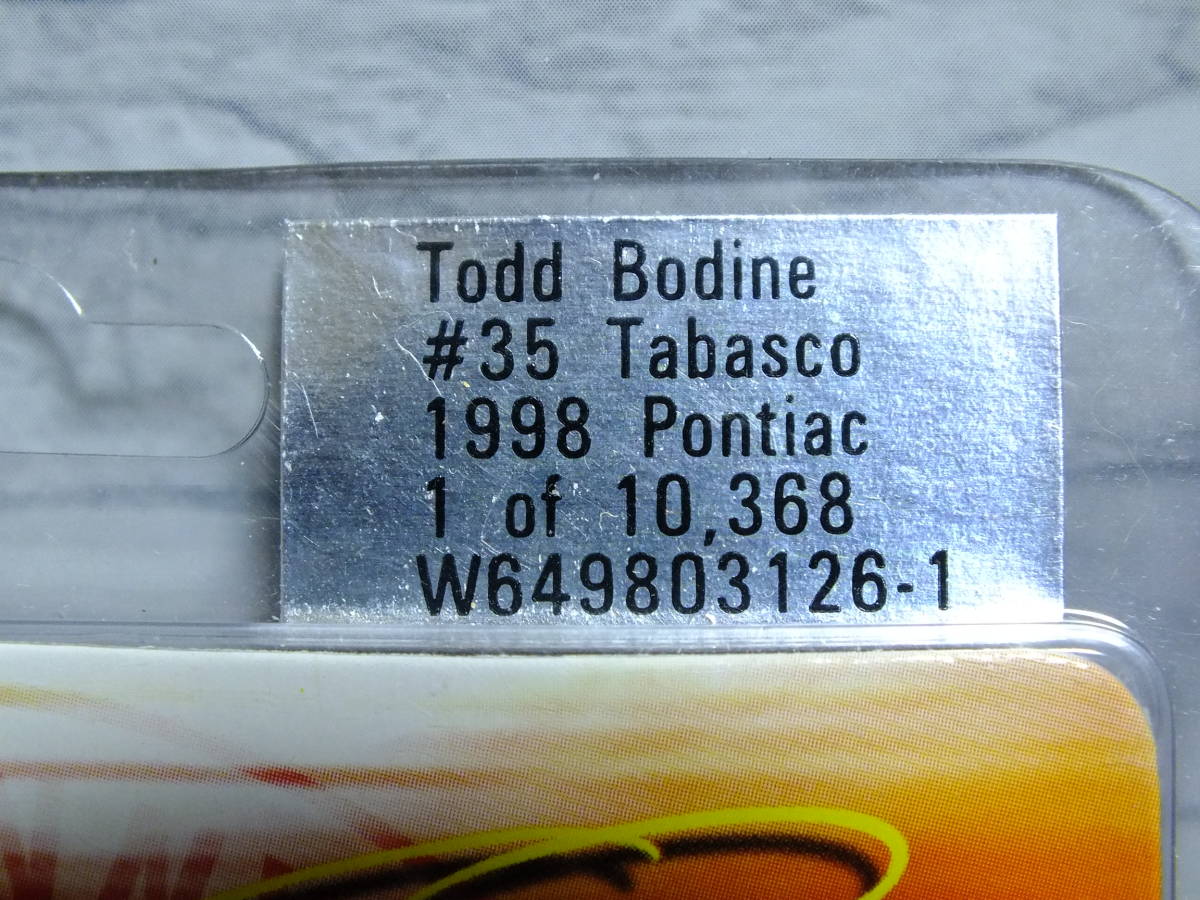 Todd Bodine
#35 Tabasco
1998 Pontiac
1 of 10,368
W649803126-1